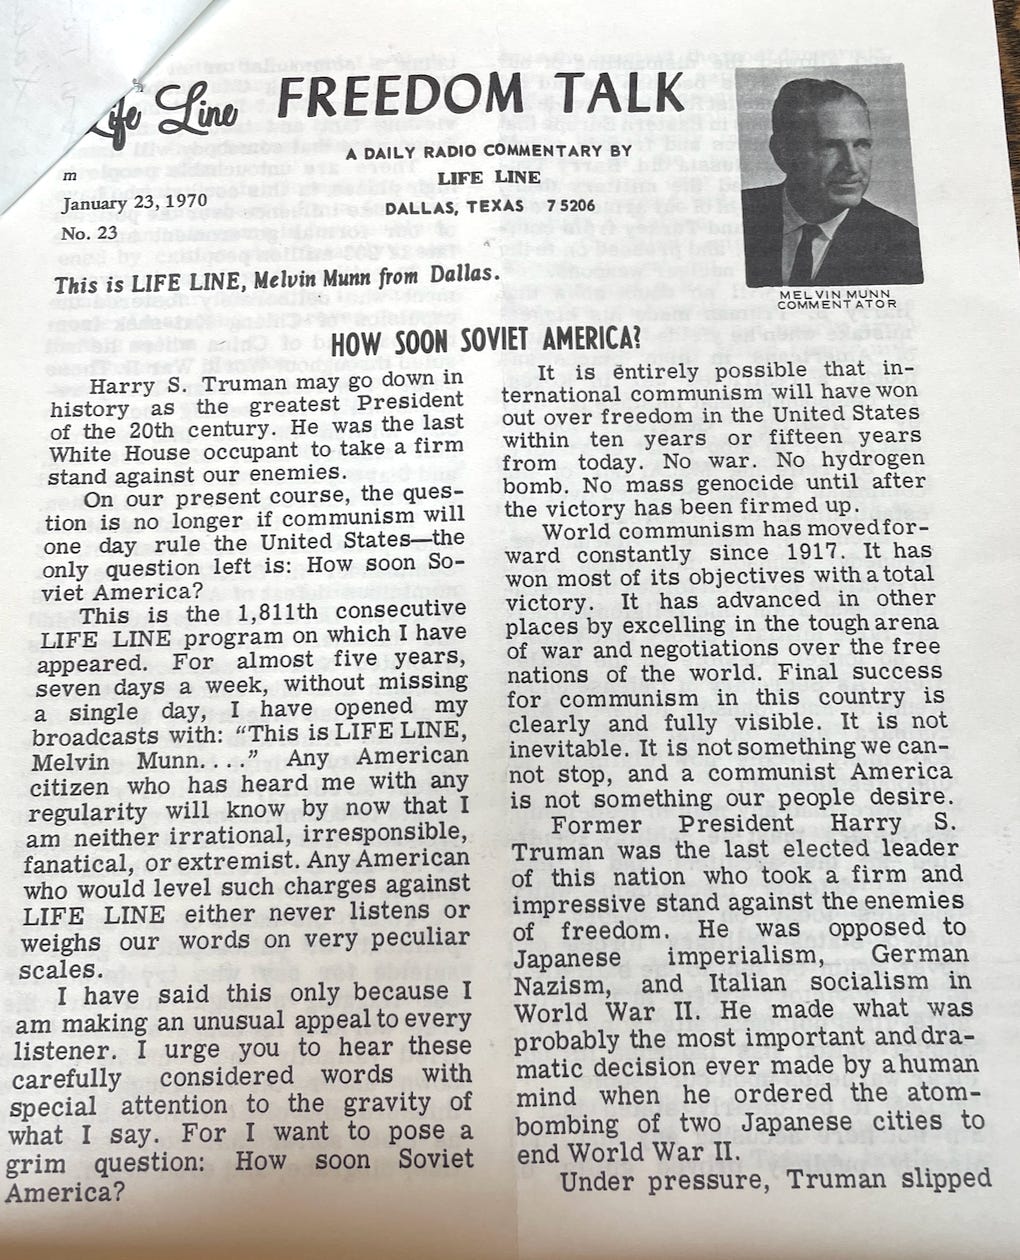 Life Line FREEDOM TALK
A DAILY RADIO COMMENTARY BY
LIFE LINE
DALLAS, TEXAS 75206
m
January 23, 1970
No. 23
This is LIFE LINE, Melvin Munn from Dallas.
MELVIN MUNN
COMMENTATOR
HOW SOON SOVIET AMERICA?
Harry S. Truman may go down in
history as the greatest President
of the 20th century. He was the last
White House occupant to take a firm
stand against our enemies.
On our present course, the ques-
tion is no longer if communism will
one day rule the United States—the
only question left is: How soon So-
viet America?
This is the 1,811th consecutive
LIFE LINE program on which I have
appeared. For almost five years,
seven days a week, without missing
a single day, I have opened my
broadcasts with: “This is LIFE LINE,
Melvin Munn. . . .” Any American
citizen who has heard me with any
regularity will know by now that I
am neither irrational, irresponsible,
fanatical, or extremist. Any American
who would level such charges against
LIFE LINE either never listens or
weighs our words on very peculiar
scales.
I have said this only because I
am making an unusual appeal to every
listener. I urge you to hear these
carefully considered words with
special attention to the gravity of
what I say. For I want to pose a
grim question: How soon Soviet
America?
It is entirely possible that in-
ternational communism will have won
out over freedom in the United States
within ten years or fifteen years
from today. No war. No hydrogen
bomb. No mass genocide until after
the victory has been firmed up.
World communism has moved for-
ward constantly since 1917. It has
won most of its objectives with a total
victory. It has advanced in other
places by excelling in the tough arena
of war and negotiations over the free
nations of the world. Final success
for communism in this country is
clearly and fully visible. It is not
inevitable. It is not something we can-
not stop, and a communist America
is not something our people desire.
Former President Harry S.
Truman was the last elected leader
of this nation who took a firm and
impressive stand against the enemies
of freedom. He was opposed to
Japanese imperialism, German
Nazism, and Italian socialism in
World War II. He made what was
probably the most important and dra-
matic decision ever made by a human
mind when he ordered the atom-
bombing of two Japanese cities to
end World War II.
Under pressure, Truman slipped